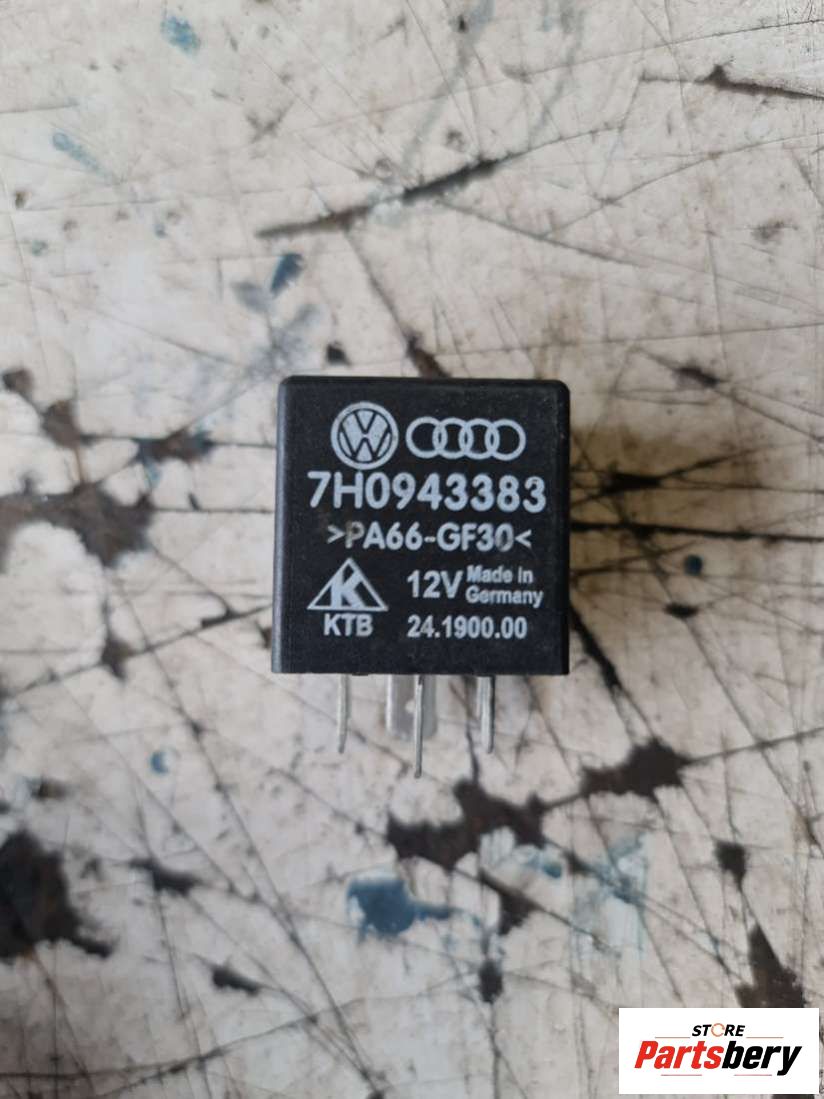 7H0943383
>PA66-GF30<
12V Made in
Germany
KTB 24.1900.00
STORE
Partsbery